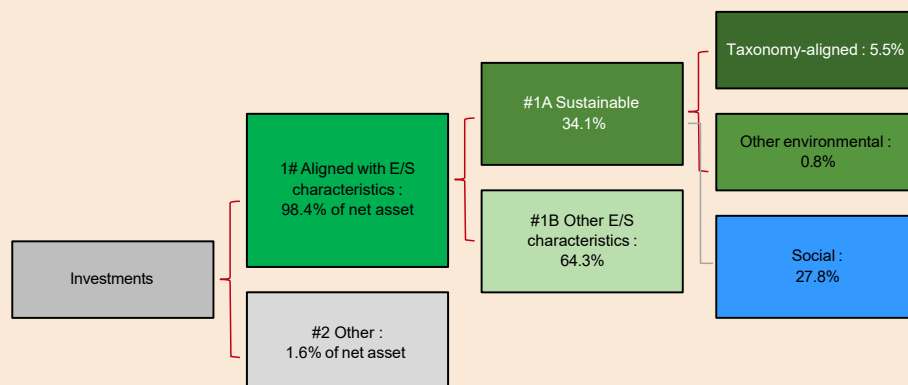 Investments
1# Aligned with E/S
characteristics :
98.4% of net asset
#2 Other :
1.6% of net asset
#1A Sustainable
34.1%
#1B Other E/S
characteristics :
64.3%
Taxonomy-aligned : 5.5%
Other environmental :
0.8%
Social :
27.8%